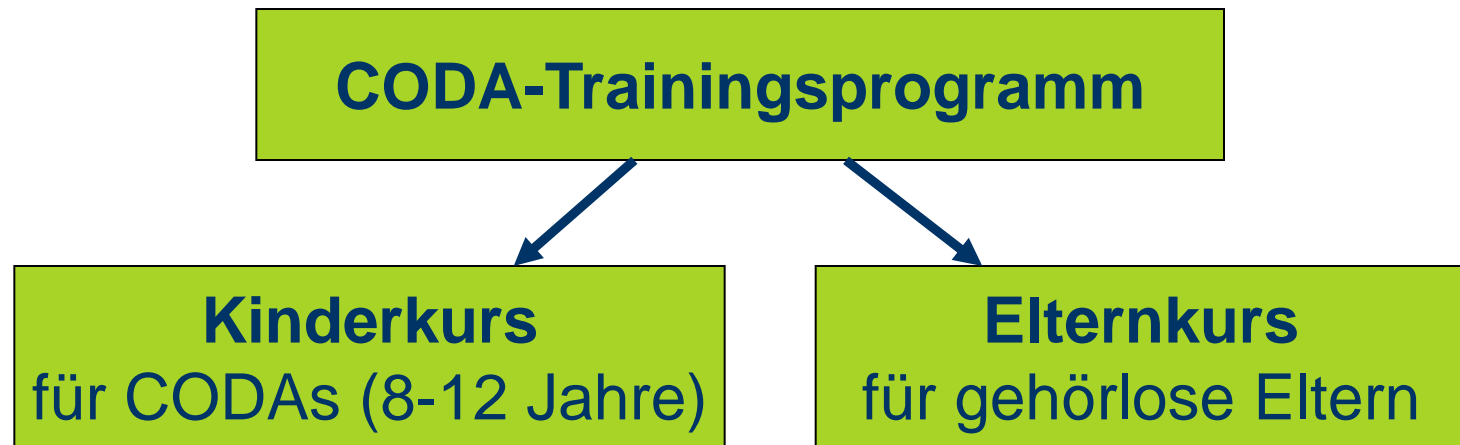 CODA-Trainingsprogramm
Kinderkurs
für CODAs (8-12 Jahre)
Elternkurs
für gehörlose Eltern